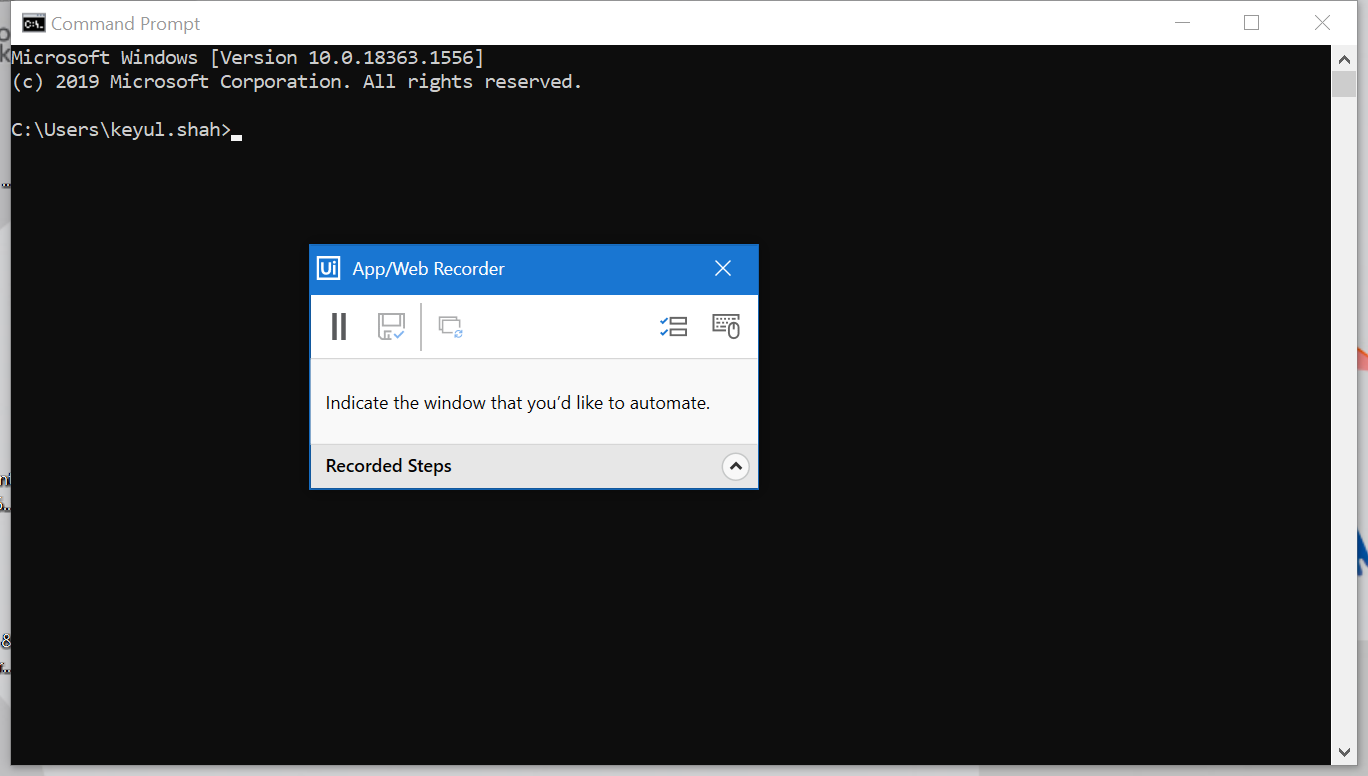 Command Prompt
Microsoft Windows [Version 10.0.18363.1556]
(c) 2019 Microsoft Corporation. All rights reserved.
C:\Users\keyul.shah>
Ui App/Web Recorder
Indicate the window that you’d like to automate.
Recorded Steps